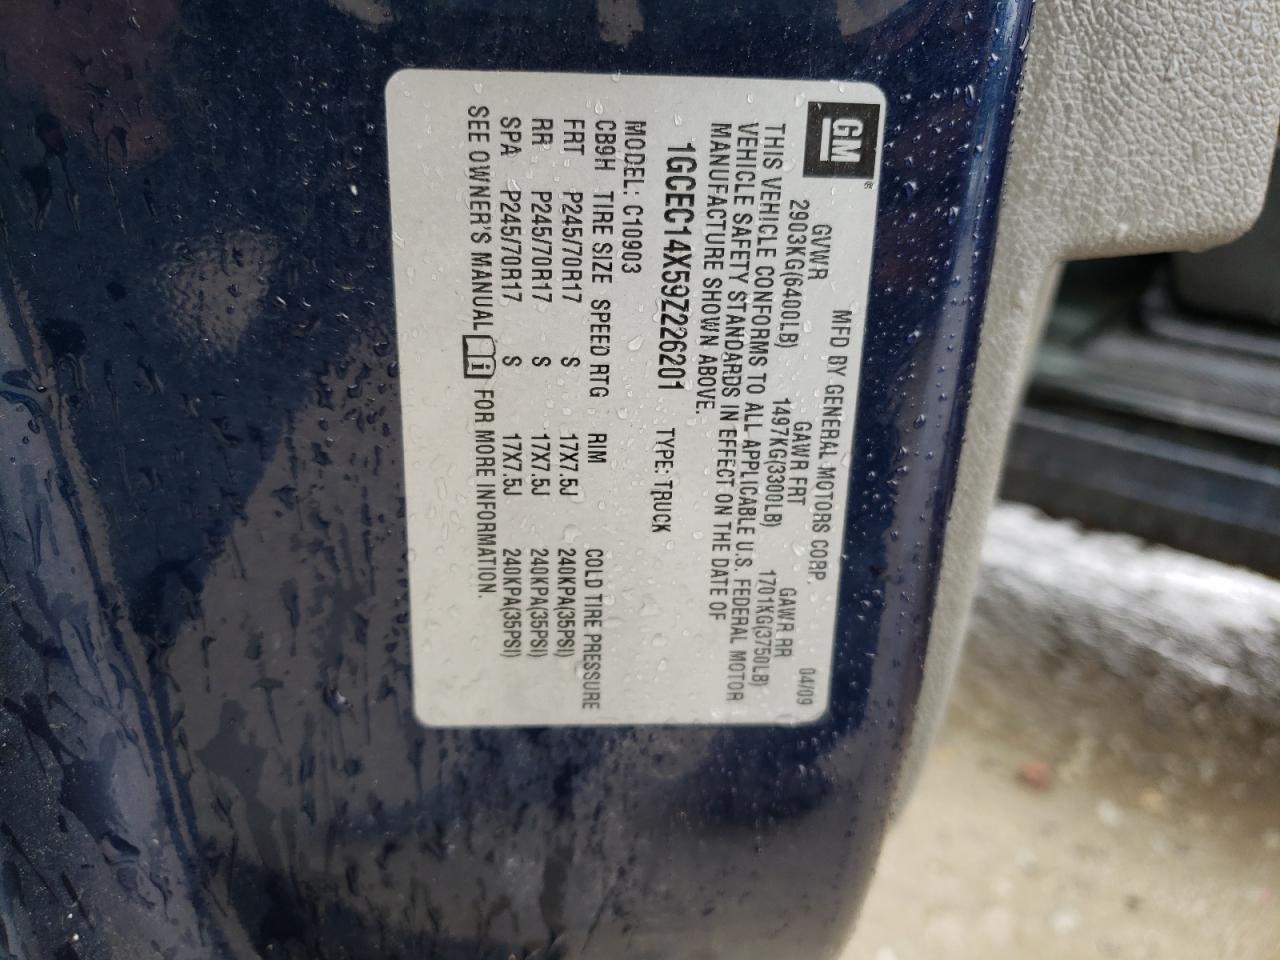 GM
MFD BY GENERAL MOTORS CORP. 04/09
GVWR GAWR FRT GAWR RR
2903KG(6400LB) 1497KG(3300LB) 1701KG(3750LB)
THIS VEHICLE CONFORMS TO ALL APPLICABLE U.S. FEDERAL MOTOR
VEHICLE SAFETY STANDARDS IN EFFECT ON THE DATE OF
MANUFACTURE SHOWN ABOVE.
1GCEC14X59Z226201 TYPE: TRUCK
MODEL: C10903
CB9H TIRE SIZE SPEED RTG RIM COLD TIRE PRESSURE
FRT P245/70R17 S 17X7.5J 240KPA(35PSI)
RR P245/70R17 S 17X7.5J 240KPA(35PSI)
SPA P245/70R17 S 17X7.5J 240KPA(35PSI)
SEE OWNER'S MANUAL i FOR MORE INFORMATION.